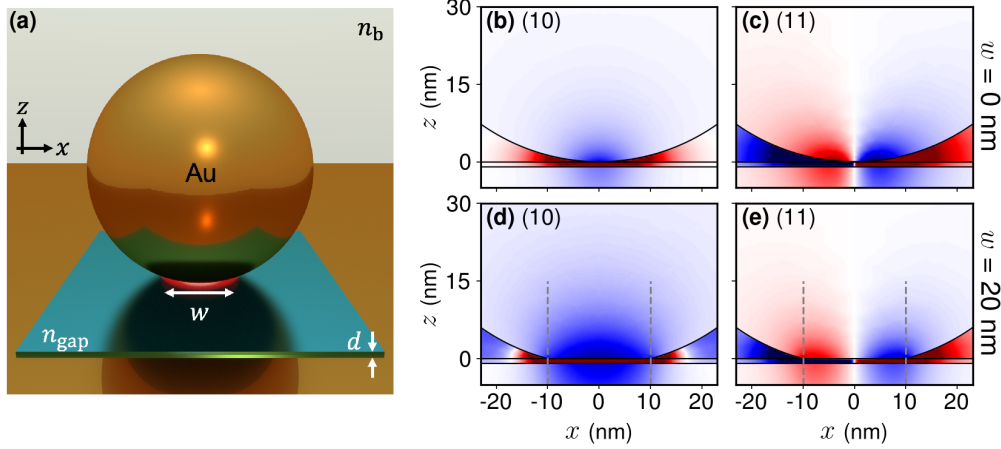 (a)
n_b
z
x
Au
w
n_gap
d
(b) (10)
(c) (11)
w = 0 nm
30
15
0
z (nm)
(d) (10)
(e) (11)
w = 20 nm
30
15
0
z (nm)
-20 -10 0 10 20
-20 -10 0 10 20
x (nm)
x (nm)